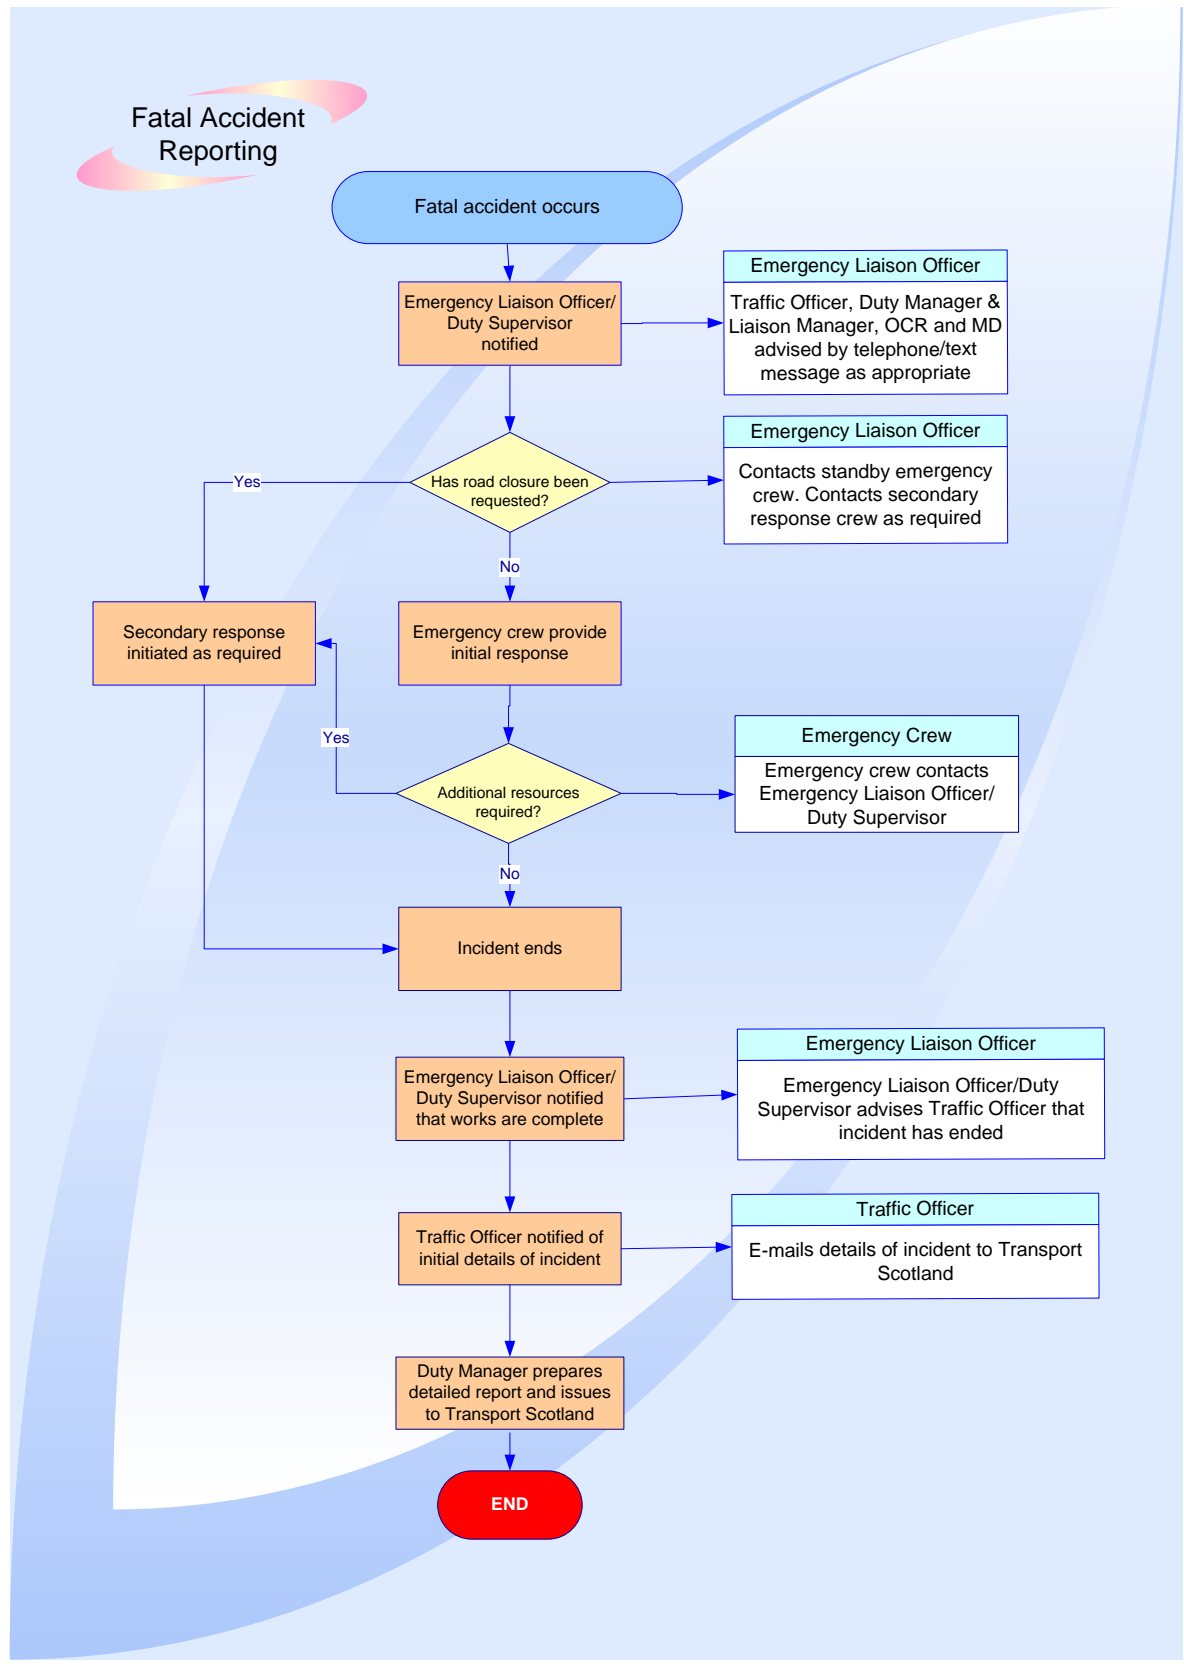 Fatal Accident
Reporting
Fatal accident occurs
Emergency Liaison Officer/
Duty Supervisor
notified
Emergency Liaison Officer
Traffic Officer, Duty Manager &
Liaison Manager, OCR and MD
advised by telephone/text
message as appropriate
Has road closure been
requested?
Yes
No
Emergency Liaison Officer
Contacts standby emergency
crew. Contacts secondary
response crew as required
Secondary response
initiated as required
Emergency crew provide
initial response
Yes
Additional resources
required?
No
Emergency Crew
Emergency crew contacts
Emergency Liaison Officer/
Duty Supervisor
Incident ends
Emergency Liaison Officer/
Duty Supervisor notified
that works are complete
Emergency Liaison Officer
Emergency Liaison Officer/Duty
Supervisor advises Traffic Officer that
incident has ended
Traffic Officer notified of
initial details of incident
Traffic Officer
E-mails details of incident to Transport
Scotland
Duty Manager prepares
detailed report and issues
to Transport Scotland
END